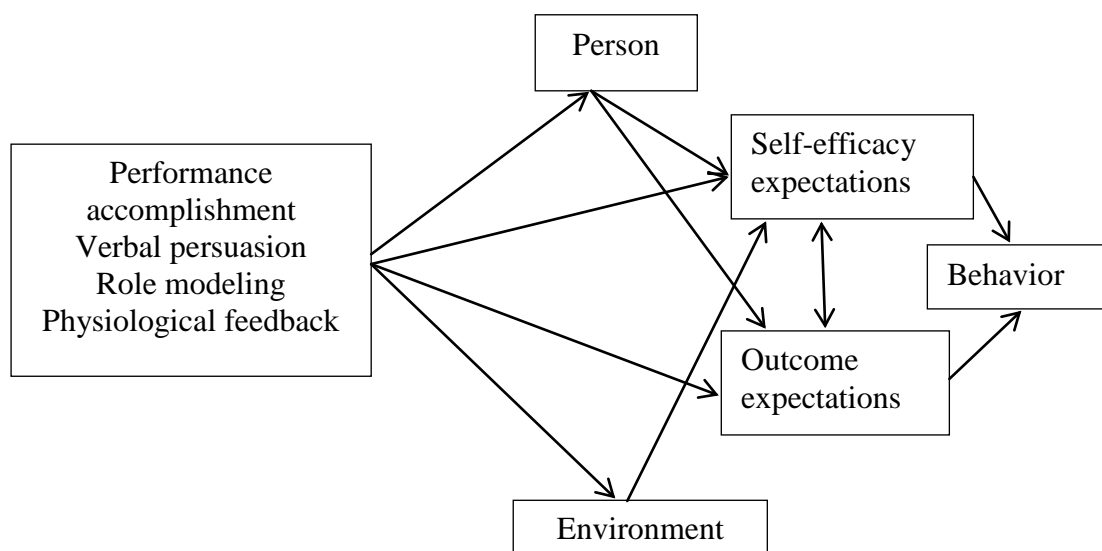 Person
Performance
accomplishment
Verbal persuasion
Role modeling
Physiological feedback
Self-efficacy
expectations
Behavior
Outcome
expectations
Environment